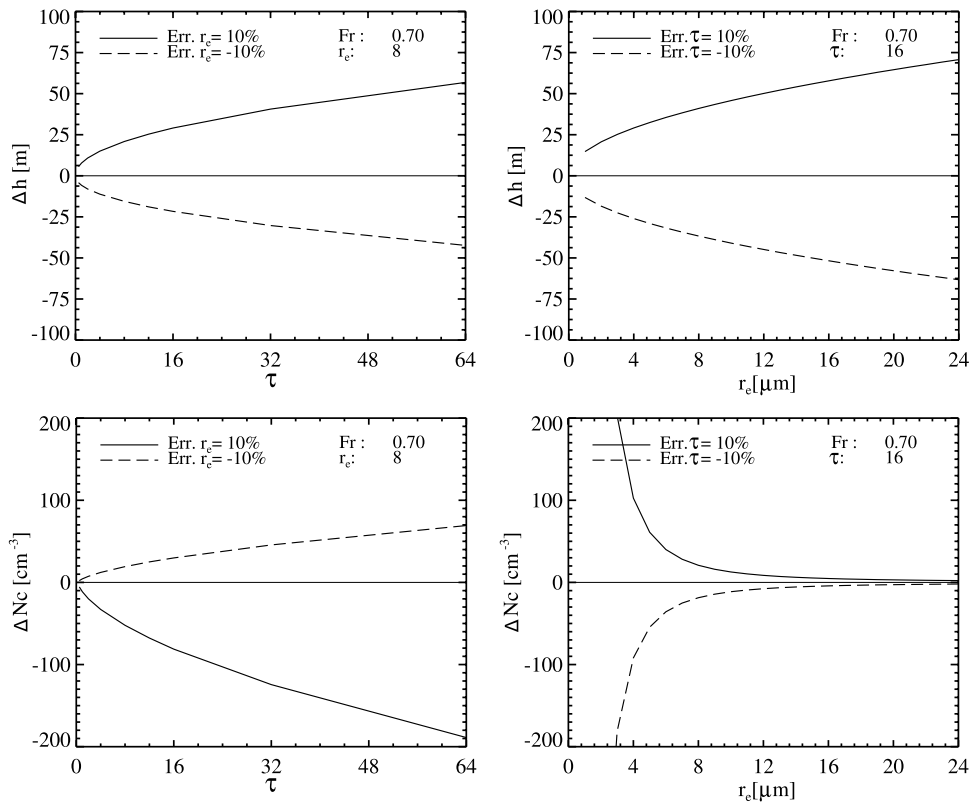 Err. re= 10% Fr : 0.70
Err. re= -10% re: 8
100
75
50
25
0
-25
-50
-75
-100
Δh [m]
0 16 32 48 64
τ
Err. τ= 10% Fr : 0.70
Err. τ= -10% τ: 16
100
75
50
25
0
-25
-50
-75
-100
Δh [m]
0 4 8 12 16 20 24
re[μm]
Err. re= 10% Fr : 0.70
Err. re= -10% re: 8
200
100
0
-100
-200
ΔNc [cm-3]
0 16 32 48 64
τ
Err. τ= 10% Fr : 0.70
Err. τ= -10% τ: 16
200
100
0
-100
-200
ΔNc [cm-3]
0 4 8 12 16 20 24
re[μm]